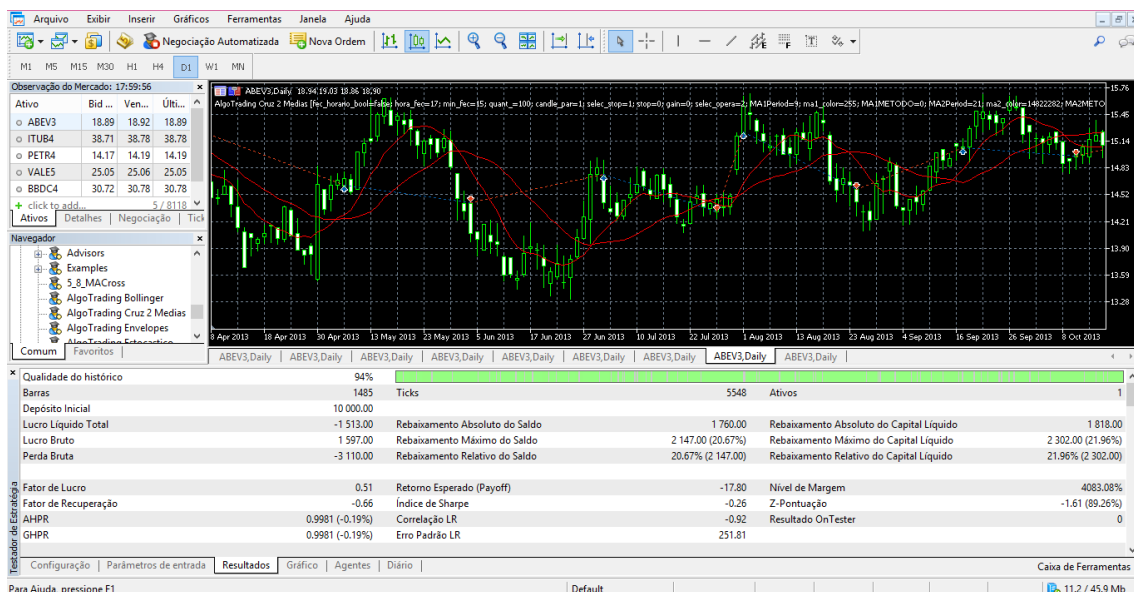 Arquivo Exibir Inserir Gráficos Ferramentas Janela Ajuda
Negociação Automatizada Nova Ordem
M1 M5 M15 M30 H1 H4 D1 W1 MN
Observação do Mercado: 17:59:56
Ativo Bid ... Ven... Últi...
ABEV3 18.89 18.92 18.89
ITUB4 38.71 38.78 38.78
PETR4 14.17 14.19 14.19
VALE5 25.05 25.06 25.05
BBDC4 30.72 30.78 30.78
+ click to add... 5 / 8118
Ativos Detalhes Negociação Tick
Navegador
Advisors
Examples
5_8_MACross
AlgoTrading Bollinger
AlgoTrading Cruz 2 Medias
AlgoTrading Envelopes
AlgoTrading Estocastico
Comum Favoritos
ABEV3,Daily 18.94 19.03 18.86 18.90
AlgoTrading Cruz 2 Medias [fec_horario_bool=false; hora_fec=17; min_fec=15; quant_=100; candle_par=1; selec_stop=1; stop=0; gain=0; selec_opera=2; MA1Period=9; ma1_color=255; MA1METODO=0; MA2Period=21; ma2_color=14822282; MA2METO
15.76
15.45
15.14
14.83
14.52
14.21
13.90
13.59
13.28
8 Apr 2013 18 Apr 2013 30 Apr 2013 13 May 2013 23 May 2013 5 Jun 2013 17 Jun 2013 27 Jun 2013 10 Jul 2013 22 Jul 2013 1 Aug 2013 13 Aug 2013 23 Aug 2013 4 Sep 2013 16 Sep 2013 26 Sep 2013 8 Oct 2013
ABEV3,Daily ABEV3,Daily ABEV3,Daily ABEV3,Daily ABEV3,Daily ABEV3,Daily ABEV3,Daily ABEV3,Daily ABEV3,Daily
Qualidade do histórico 94%
Barras 1485 Ticks 5548 Ativos 1
Depósito Inicial 10 000.00
Lucro Líquido Total -1 513.00 Rebaixamento Absoluto do Saldo 1 760.00 Rebaixamento Absoluto do Capital Líquido 1 818.00
Lucro Bruto 1 597.00 Rebaixamento Máximo do Saldo 2 147.00 (20.67%) Rebaixamento Máximo do Capital Líquido 2 302.00 (21.96%)
Perda Bruta -3 110.00 Rebaixamento Relativo do Saldo 20.67% (2 147.00) Rebaixamento Relativo do Capital Líquido 21.96% (2 302.00)
Fator de Lucro 0.51 Retorno Esperado (Payoff) -17.80 Nível de Margem 4083.08%
Fator de Recuperação -0.66 Índice de Sharpe -0.26 Z-Pontuação -1.61 (89.26%)
AHPR 0.9981 (-0.19%) Correlação LR -0.92 Resultado OnTester 0
GHPR 0.9981 (-0.19%) Erro Padrão LR 251.81
Testador de Estratégia
Configuração Parâmetros de entrada Resultados Gráfico Agentes Diário Caixa de Ferramentas
Para Ajuda, pressione F1 Default 11.2 / 45.9 Mb